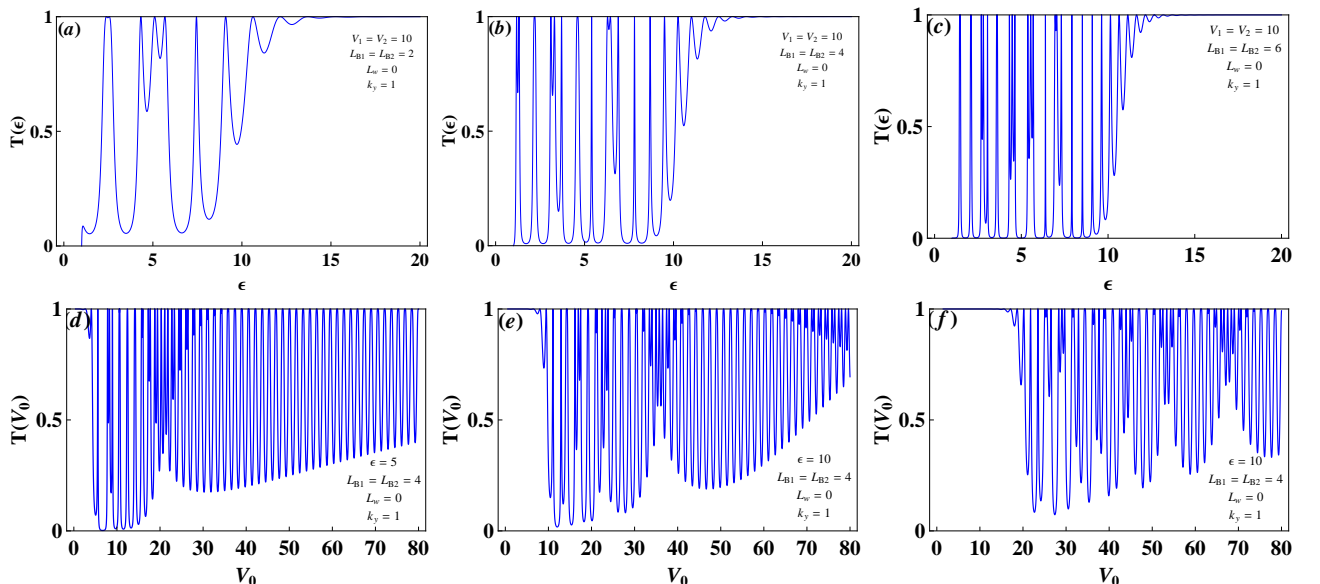 (a)
V1 = V2 = 10
LB1 = LB2 = 2
Lw = 0
ky = 1
T(ϵ)
1
0.5
0
0 5 10 15 20
ϵ
(b)
V1 = V2 = 10
LB1 = LB2 = 4
Lw = 0
ky = 1
T(ϵ)
1
0.5
0
0 5 10 15 20
ϵ
(c)
V1 = V2 = 10
LB1 = LB2 = 6
Lw = 0
ky = 1
T(ϵ)
1
0.5
0
0 5 10 15 20
ϵ
(d)
ϵ = 5
LB1 = LB2 = 4
Lw = 0
ky = 1
T(V0)
1
0.5
0
0 10 20 30 40 50 60 70 80
V0
(e)
ϵ = 10
LB1 = LB2 = 4
Lw = 0
ky = 1
T(V0)
1
0.5
0
0 10 20 30 40 50 60 70 80
V0
(f)
ϵ = 10
LB1 = LB2 = 4
Lw = 0
ky = 1
T(V0)
1
0.5
0
0 10 20 30 40 50 60 70 80
V0